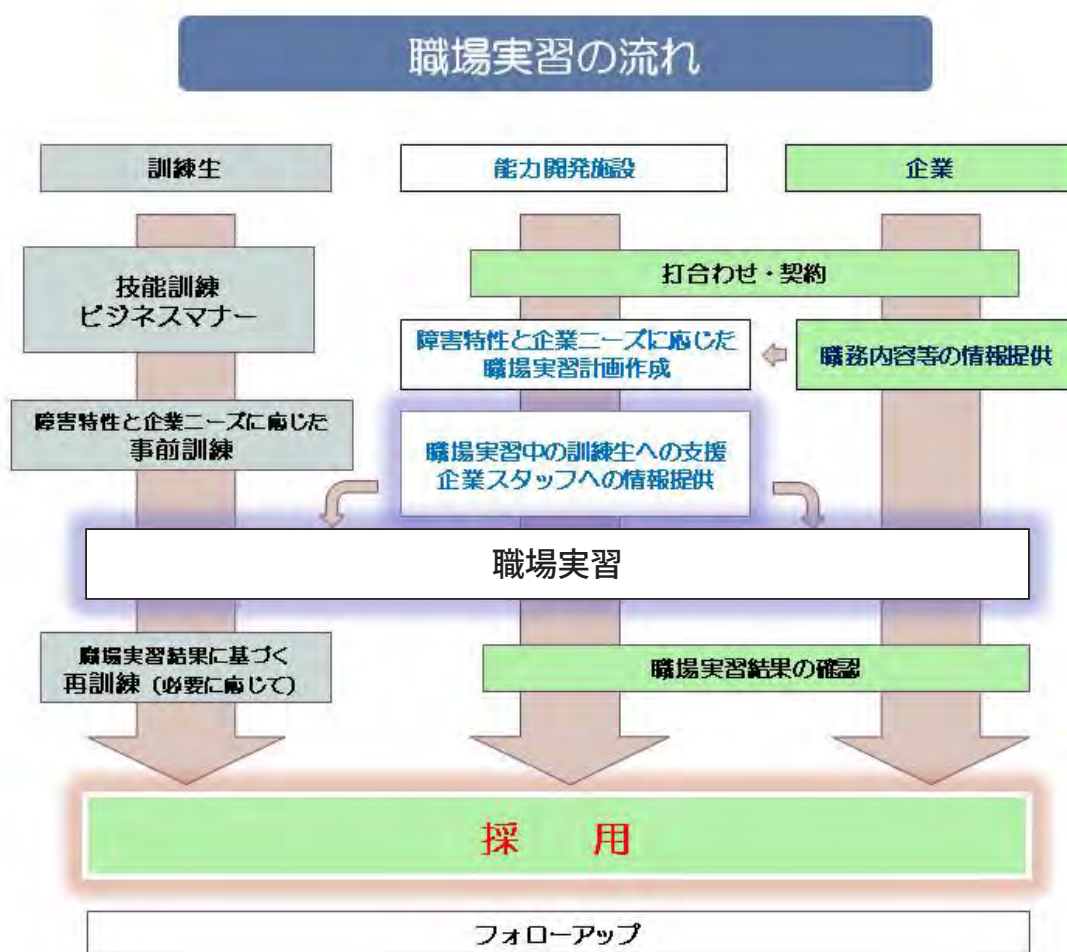 職場実習の流れ
訓練生
能力開発施設
企業
技能訓練
ビジネスマナー
打合わせ・契約
障害特性と企業ニーズに応じた
職場実習計画作成
職務内容等の情報提供
障害特性と企業ニーズに応じた
事前訓練
職場実習中の訓練生への支援
企業スタッフへの情報提供
職場実習
職場実習結果に基づく
再訓練（必要に応じて）
職場実習結果の確認
採　用
フォローアップ